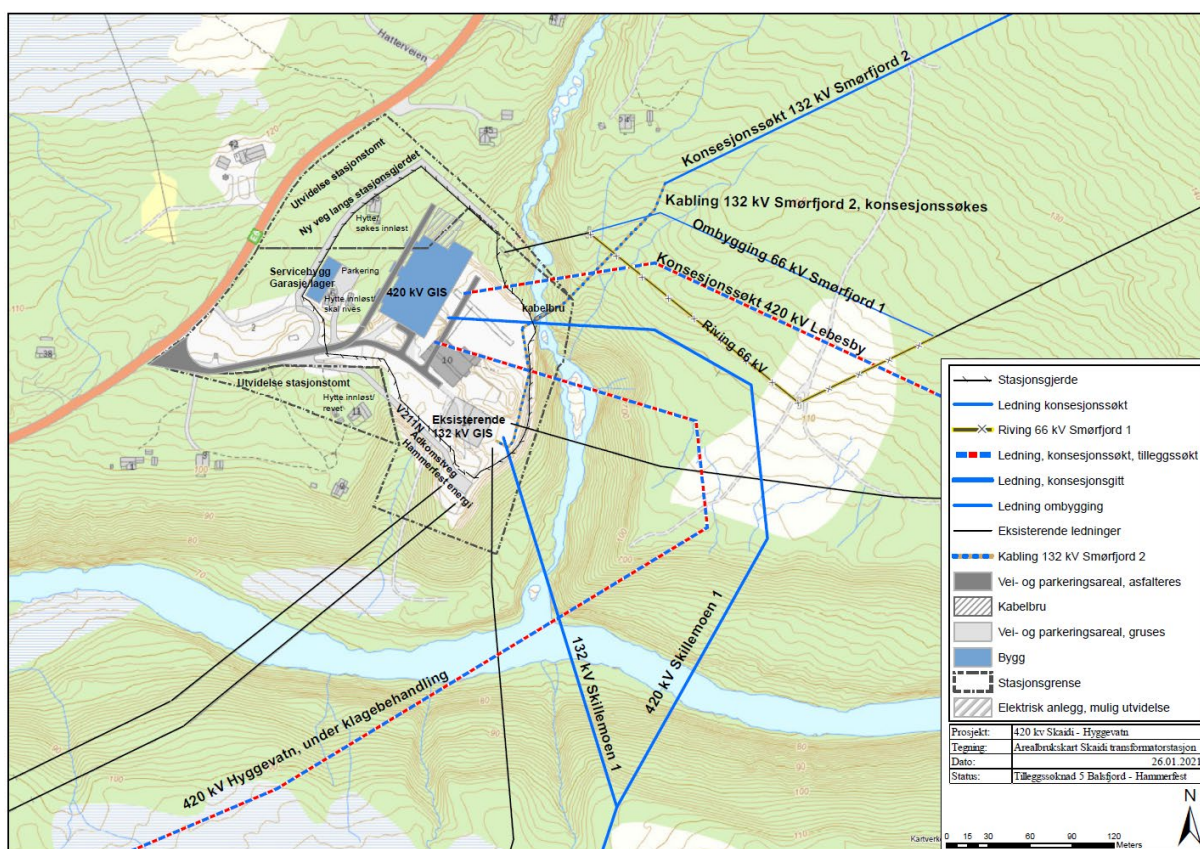 Hatterveien
Konsesjonssøkt 132 kV Smørfjord 2
Utvidelse stasjonstomt
Ny veg langs stasjonsgjerdet
Kabling 132 kV Smørfjord 2, konsesjonssøkes
Ombygging 66 kV Smørfjord 1
Konsesjonssøkt 420 kV Lebesby
Riving 66 kV
Hytte/
søkes innløst
Servicebygg
Garasje/lager
Parkering
Hytte innløst/
skal rives
420 kV GIS
kabelbru
10
2
120
130
110
Utvidelse stasjonstomt
Hytte innløst/
revet
11
V211N
Adkomstveg
Hammerfest energi
Eksisterende
132 kV GIS
132 kV Skillemoen 1
420 kV Skillemoen 1
420 kV Hyggevatn, under klagebehandling
Stasjonsgjerde
Ledning konsesjonssøkt
Riving 66 kV Smørfjord 1
Ledning, konsesjonssøkt, tilleggssøkt
Ledning, konsesjonsgitt
Ledning ombygging
Eksisterende ledninger
Kabling 132 kV Smørfjord 2
Vei- og parkeringsareal, asfalteres
Kabelbru
Vei- og parkeringsareal, gruses
Bygg
Stasjonsgrense
Elektrisk anlegg, mulig utvidelse
Prosjekt: 420 kv Skaidi - Hyggevatn
Tegning: Arealbrukskart Skaidi transformatorstasjon
Dato: 26.01.2021
Status: Tilleggssøknad 5 Balsfjord - Hammerfest
N
0 15 30 60 90 120
Meters
Kartverke